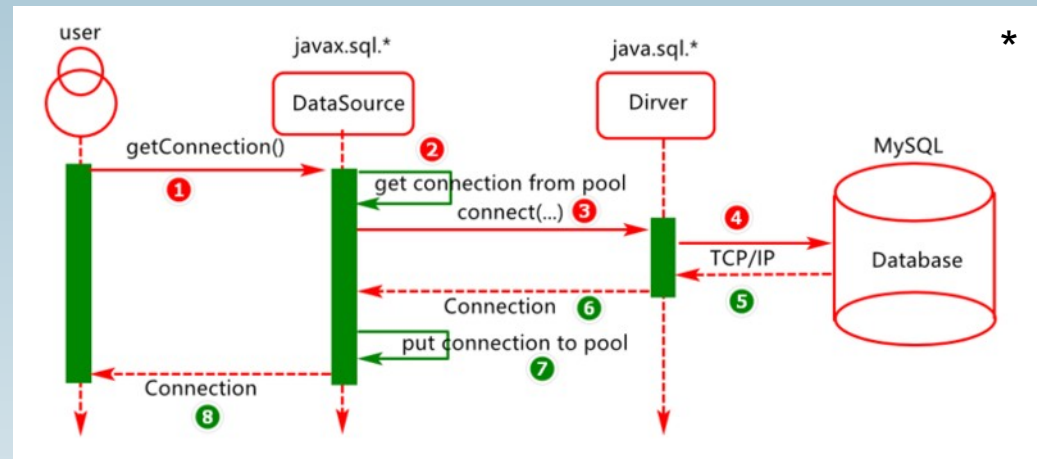 user
javax.sql.*
java.sql.*
*
DataSource
Dirver
getConnection()
1
2
MySQL
get connection from pool
connect(...) 3
4
TCP/IP
Database
5
Connection 6
put connection to pool
7
Connection
8